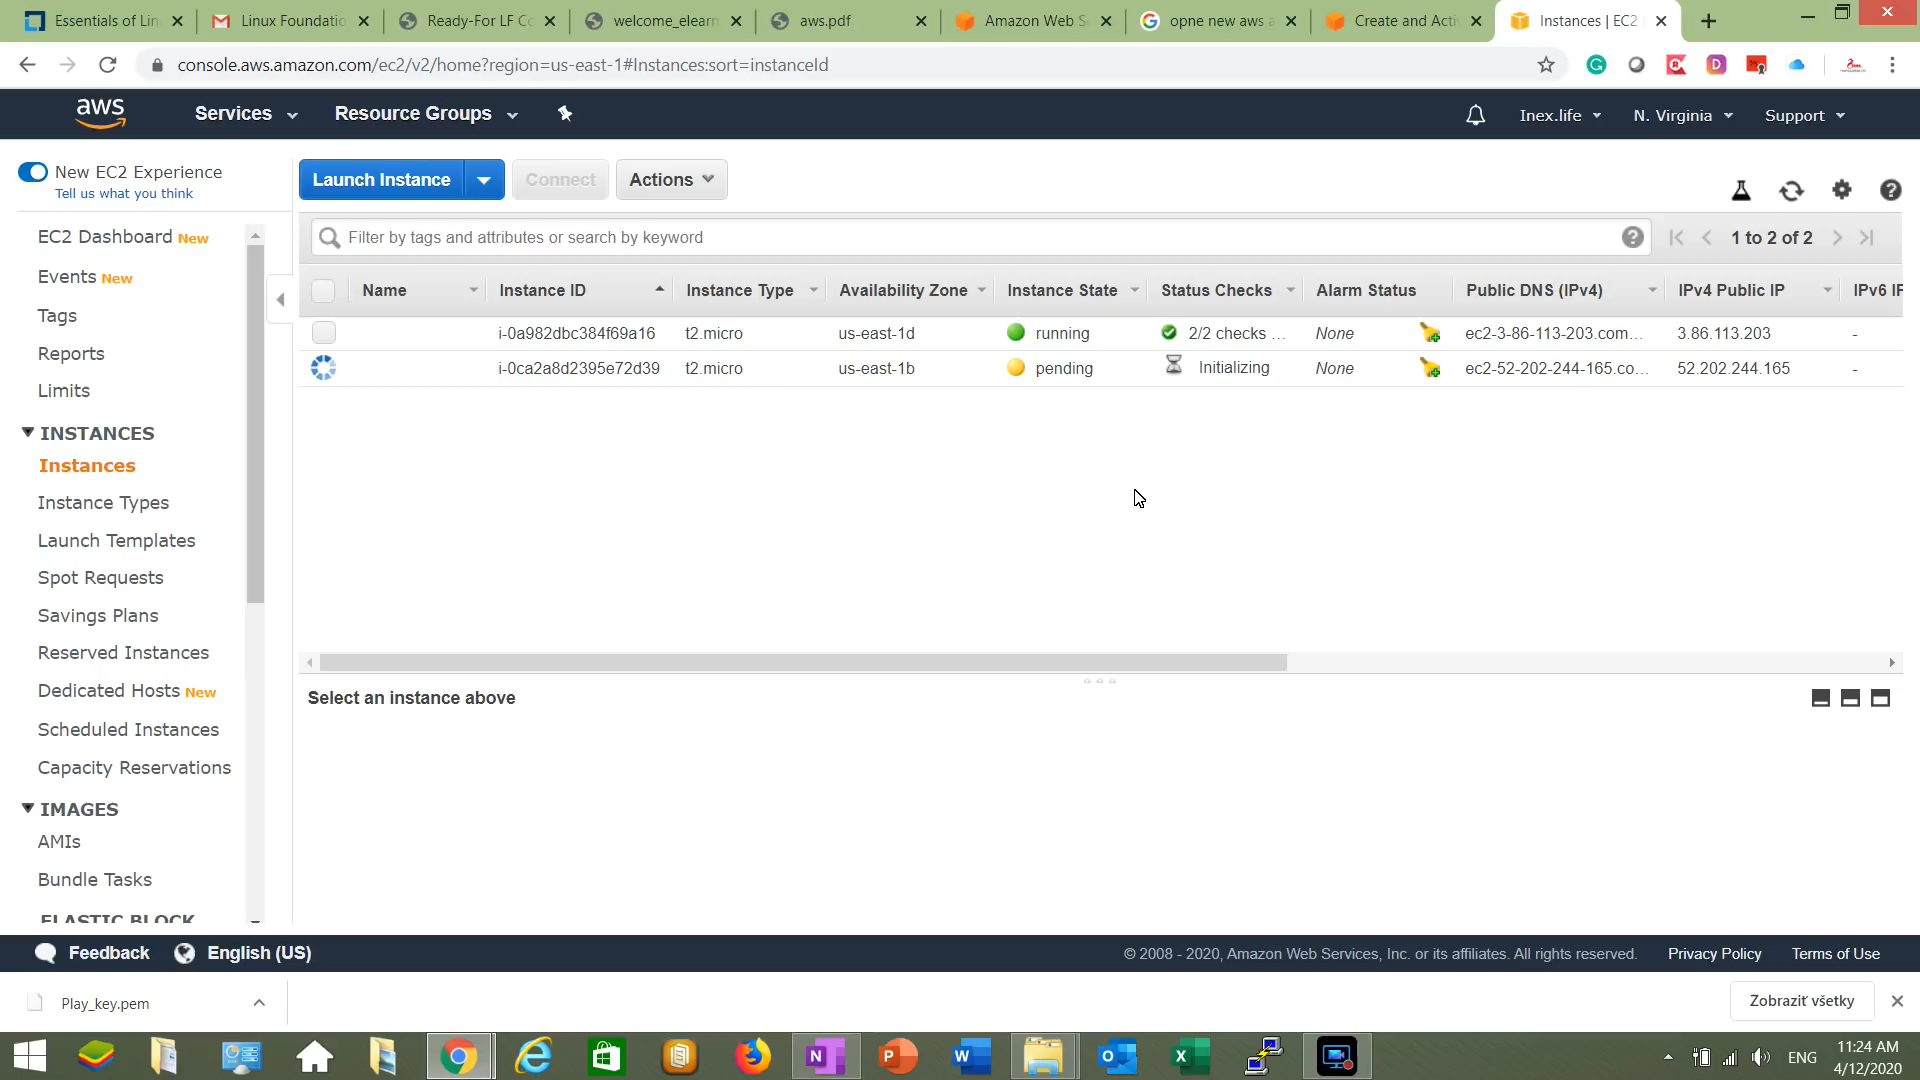 Essentials of Lin
Linux Foundatio
Ready-For LF Co
welcome_elearn
aws.pdf
Amazon Web S
opne new aws a
Create and Acti
Instances | EC2
console.aws.amazon.com/ec2/v2/home?region=us-east-1#Instances:sort=instanceId
aws
Services
Resource Groups
Inex.life
N. Virginia
Support
New EC2 Experience
Tell us what you think
EC2 Dashboard New
Events New
Tags
Reports
Limits
INSTANCES
Instances
Instance Types
Launch Templates
Spot Requests
Savings Plans
Reserved Instances
Dedicated Hosts New
Scheduled Instances
Capacity Reservations
IMAGES
AMIs
Bundle Tasks
ELASTIC BLOCK
Launch Instance
Connect
Actions
Filter by tags and attributes or search by keyword
1 to 2 of 2
Name Instance ID Instance Type Availability Zone Instance State Status Checks Alarm Status Public DNS (IPv4) IPv4 Public IP IPv6 IP
i-0a982dbc384f69a16 t2.micro us-east-1d running 2/2 checks ... None ec2-3-86-113-203.com... 3.86.113.203 -
i-0ca2a8d2395e72d39 t2.micro us-east-1b pending Initializing None ec2-52-202-244-165.co... 52.202.244.165 -
Select an instance above
Feedback
English (US)
© 2008 - 2020, Amazon Web Services, Inc. or its affiliates. All rights reserved.
Privacy Policy
Terms of Use
Play_key.pem
Zobraziť všetky
ENG
11:24 AM
4/12/2020